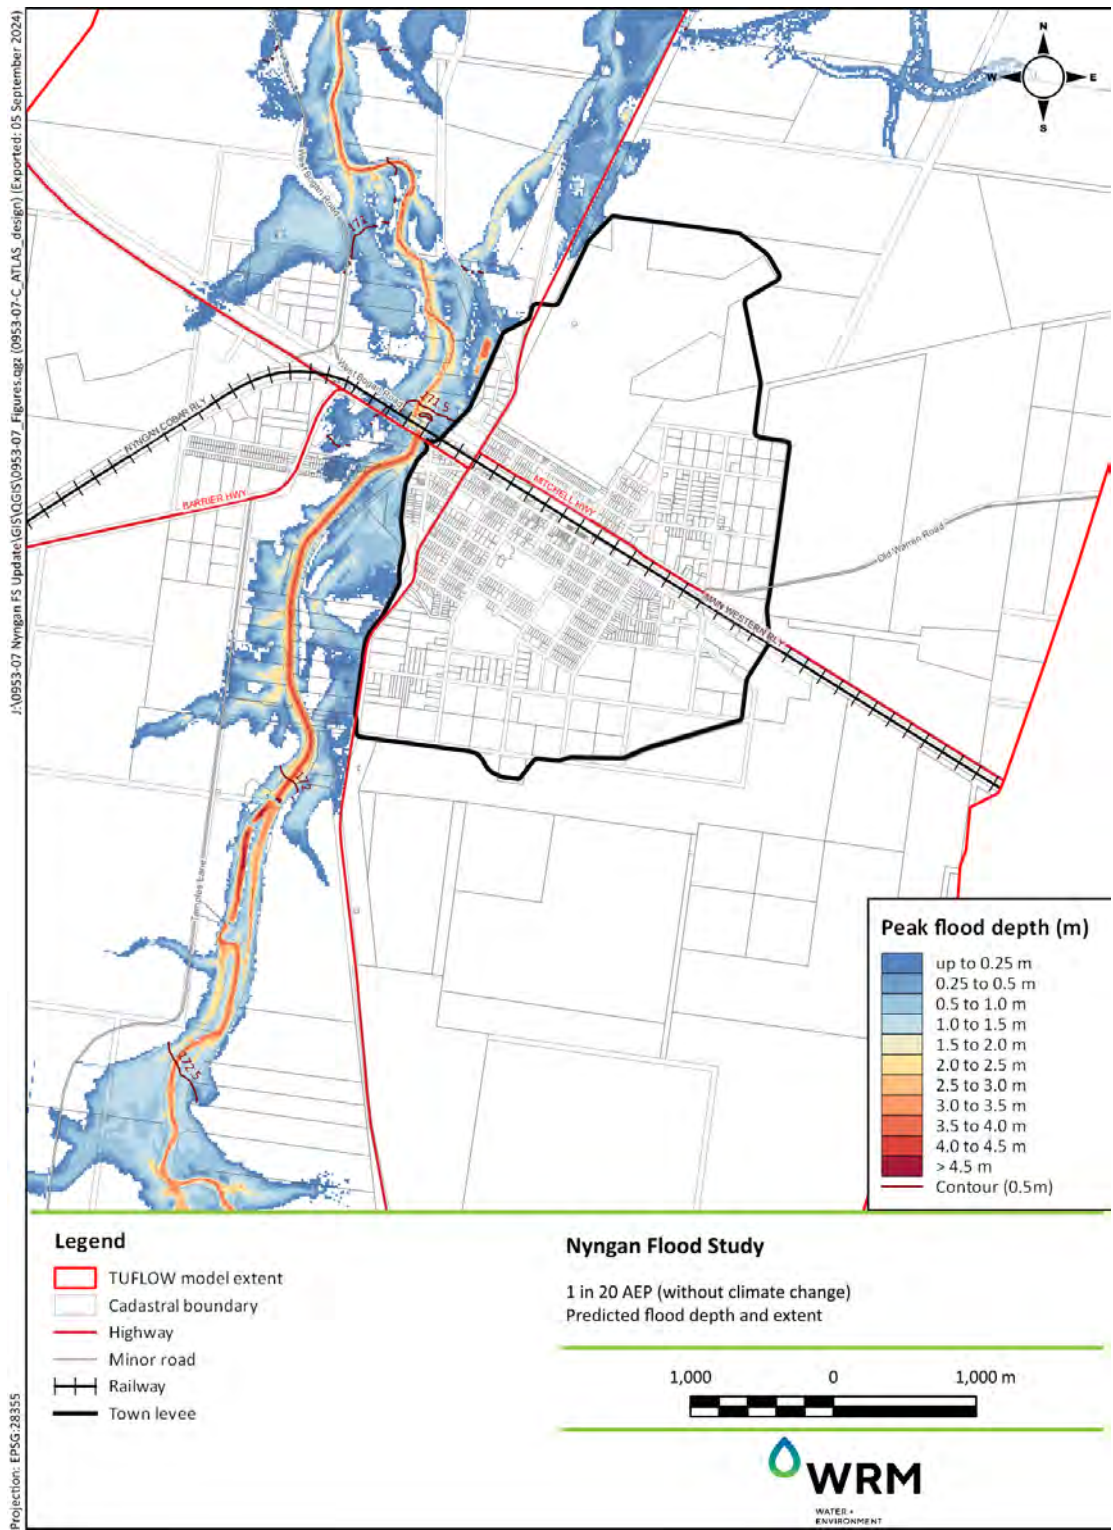 J:\0953-07 Nyngan FS Update\GIS\QGIS\0953-07_Figures.qgz (0953-07-C_ATLAS_design) (Exported: 05 September 2024)
Projection: EPSG:28355
N
W
E
S
West Bogan Road
171
West Bogan Road
171.5
NYNGAN COBAR RLY
BARRIER HWY
MITCHELL HWY
Old Warren Road
MAIN WESTERN RLY
172
Temples Lane
172.5
Peak flood depth (m)
up to 0.25 m
0.25 to 0.5 m
0.5 to 1.0 m
1.0 to 1.5 m
1.5 to 2.0 m
2.0 to 2.5 m
2.5 to 3.0 m
3.0 to 3.5 m
3.5 to 4.0 m
4.0 to 4.5 m
> 4.5 m
Contour (0.5m)
Legend
TUFLOW model extent
Cadastral boundary
Highway
Minor road
Railway
Town levee
Nyngan Flood Study
1 in 20 AEP (without climate change)
Predicted flood depth and extent
1,000 0 1,000 m
WRM
WATER +
ENVIRONMENT